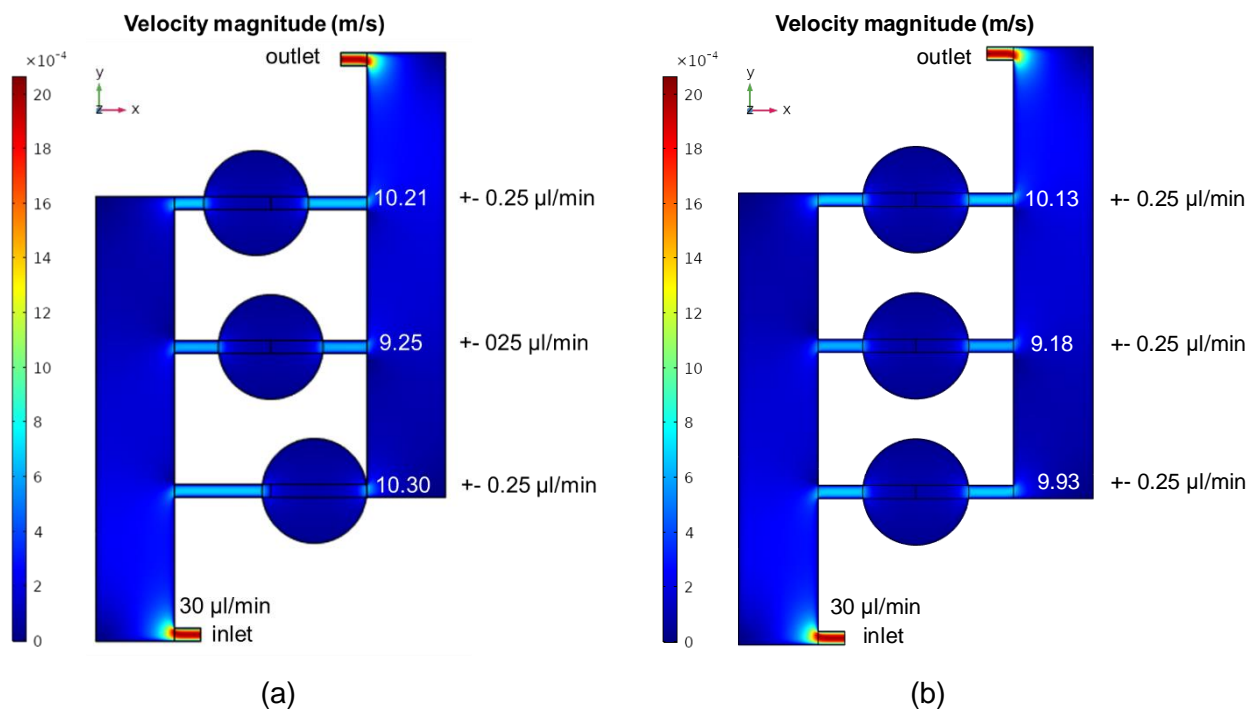 Velocity magnitude (m/s)
×10⁻⁴
20
18
16
14
12
10
8
6
4
2
0
y
z
x
outlet
10.21
+- 0.25 µl/min
9.25
+- 025 µl/min
10.30
+- 0.25 µl/min
30 µl/min
inlet
(a)
Velocity magnitude (m/s)
×10⁻⁴
20
18
16
14
12
10
8
6
4
2
0
y
z
x
outlet
10.13
+- 0.25 µl/min
9.18
+- 0.25 µl/min
9.93
+- 0.25 µl/min
30 µl/min
inlet
(b)